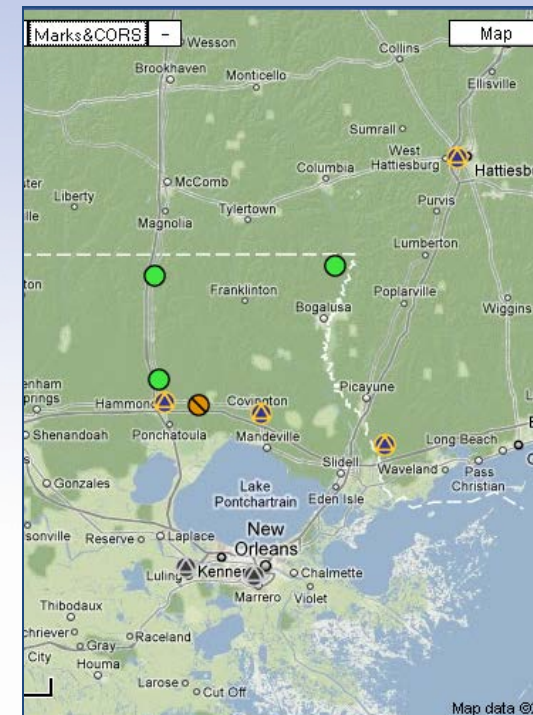 Marks&CORS
-
Map
Wesson
Collins
Brookhaven
Monticello
Ellisville
Sumrall
West
Hattiesburg
Hattiesbu
Columbia
McComb
Liberty
Purvis
Tylertown
Magnolia
Lumberton
Franklinton
Poplarville
Bogalusa
Wiggins
Picayune
Hammond
Covington
Ponchatoula
Mandeville
Shenandoah
Long Beach
Slidell
Waveland
Pass
Christian
Gonzales
Lake
Pontchartrain
Eden Isle
New
Orleans
Reserve
Laplace
Luling
Kenner
Chalmette
Marrero
Violet
Thibodaux
Raceland
Gray
City
Houma
Larose
Cut Off
Map data ©